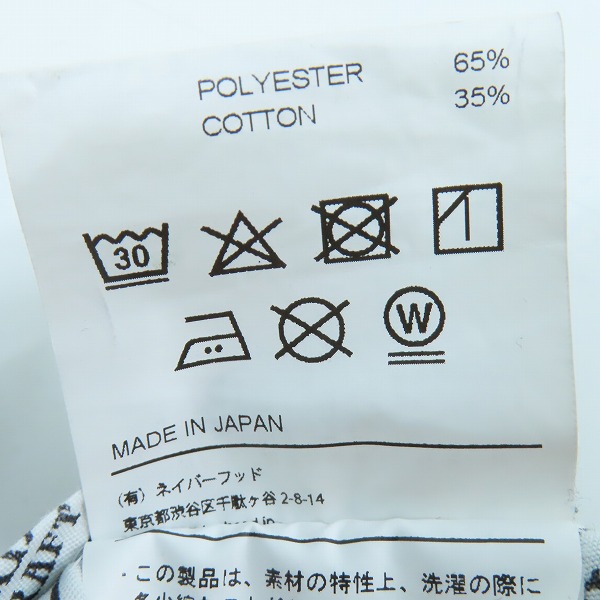 POLYESTER 65%
COTTON 35%
30
W
MADE IN JAPAN
(有) ネイバーフッド
東京都渋谷区千駄ヶ谷 2-8-14
・この製品は、素材の特性上、洗濯の際に